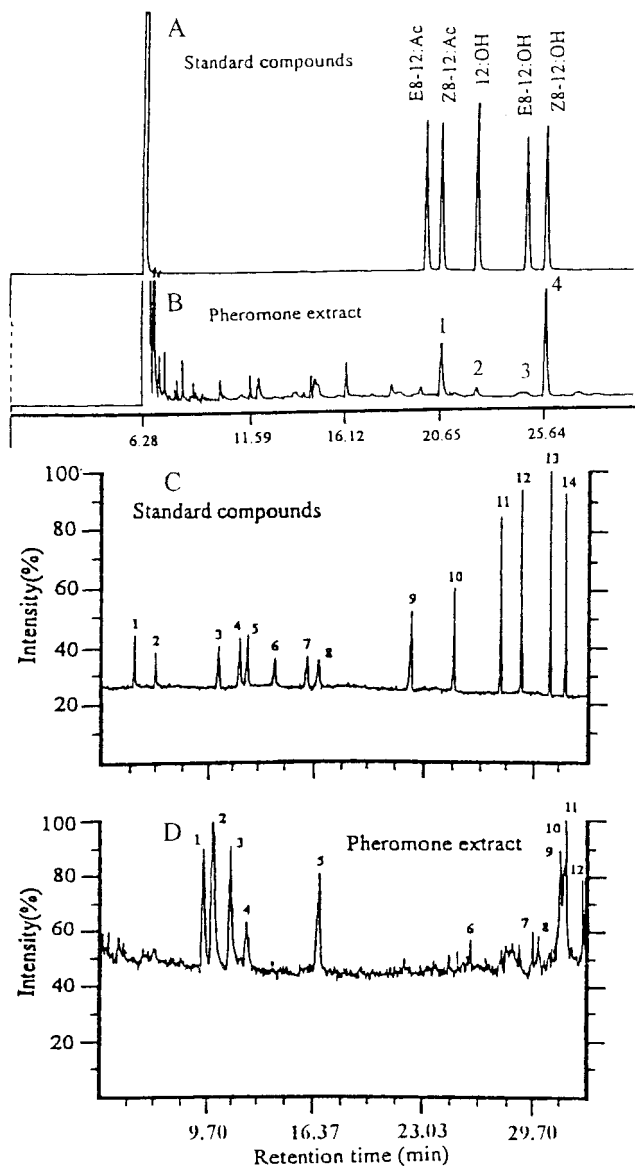 A
Standard compounds
E8-12:Ac
Z8-12:Ac
12:OH
E8-12:OH
Z8-12:OH
B
Pheromone extract
1
2
3
4
6.28 11.59 16.12 20.65 25.64
C
Standard compounds
Intensity(%)
100
80
60
40
20
1 2 3 4 5 6 7 8 9 10 11 12 13 14
D
Pheromone extract
Intensity(%)
100
80
60
40
20
1 2 3 4 5 6 7 8 9 10 11 12
9.70 16.37 23.03 29.70
Retention time (min)